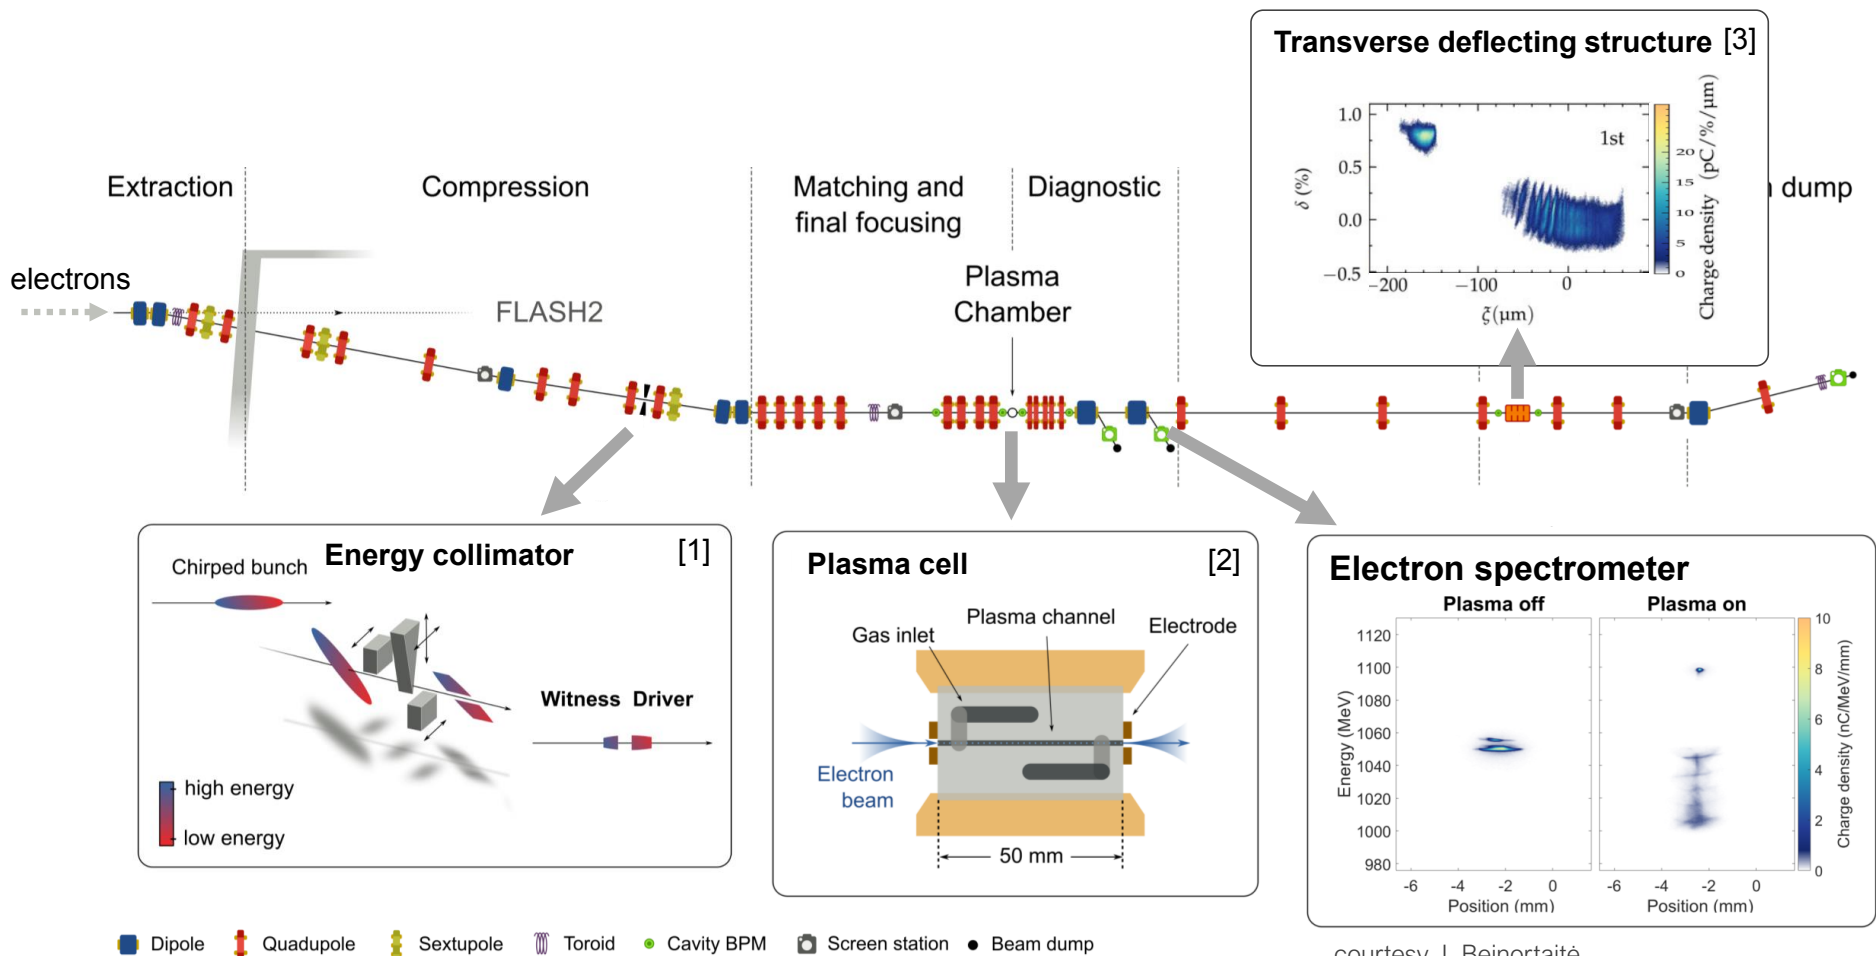 Transverse deflecting structure [3]
1.0
0.5
0.0
−0.5
δ (%)
1st
−200
−100
0
ξ (μm)
20
15
10
5
0
Charge density (pC/%/μm)
Extraction
Compression
Matching and
final focusing
Diagnostic
dump
electrons
FLASH2
Plasma
Chamber
Energy collimator
[1]
Chirped bunch
Witness Driver
high energy
low energy
Plasma cell
[2]
Gas inlet
Plasma channel
Electrode
Electron
beam
50 mm
Electron spectrometer
Plasma off
Plasma on
1120
1100
1080
1060
1040
1020
1000
980
Energy (MeV)
-6 -4 -2 0
Position (mm)
-6 -4 -2 0
Position (mm)
10
8
6
4
2
0
Charge density (nC/MeV/mm)
Dipole Quadupole Sextupole Toroid Cavity BPM Screen station Beam dump
courtesy J. Beinortaitė